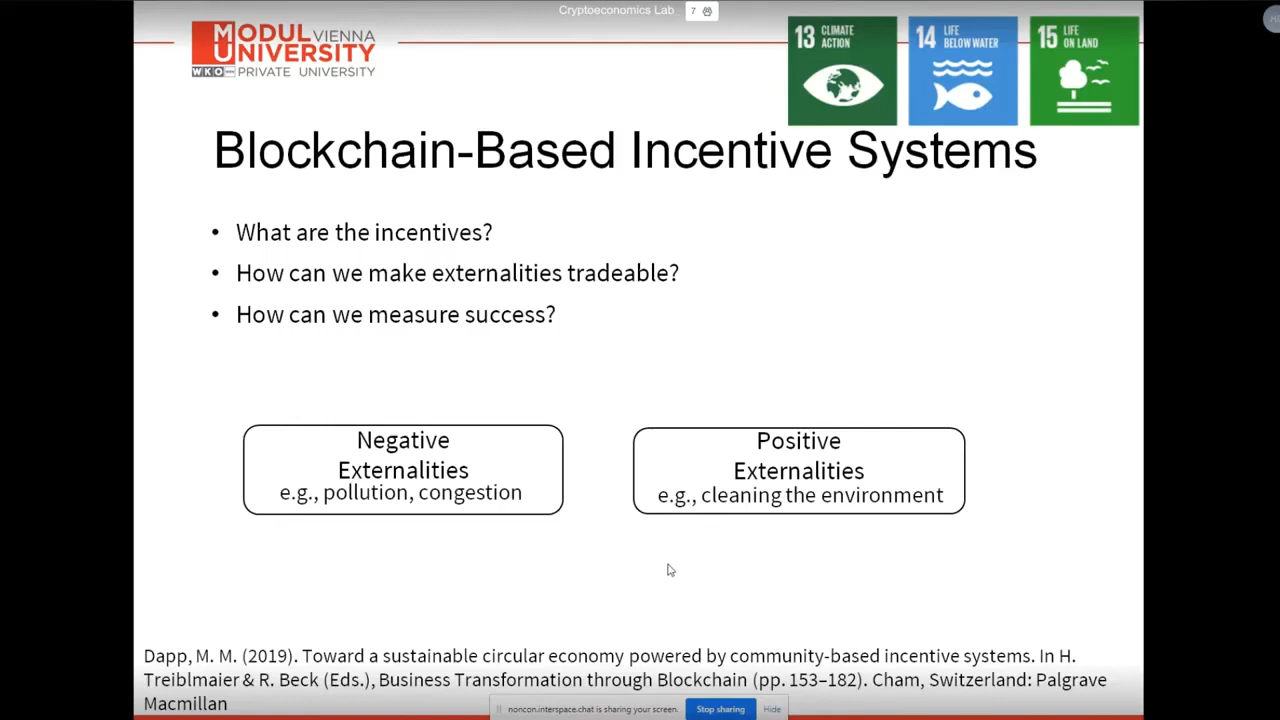 Cryptoeconomics Lab 7
MODUL VIENNA
UNIVERSITY
WKO PRIVATE UNIVERSITY
13 CLIMATE
ACTION
14 LIFE
BELOW WATER
15 LIFE
ON LAND
Blockchain-Based Incentive Systems
• What are the incentives?
• How can we make externalities tradeable?
• How can we measure success?
Negative
Externalities
e.g., pollution, congestion
Positive
Externalities
e.g., cleaning the environment
Dapp, M. M. (2019). Toward a sustainable circular economy powered by community-based incentive systems. In H.
Treiblmaier & R. Beck (Eds.), Business Transformation through Blockchain (pp. 153–182). Cham, Switzerland: Palgrave
Macmillan
noncon.interspace.chat is sharing your screen. Stop sharing Hide